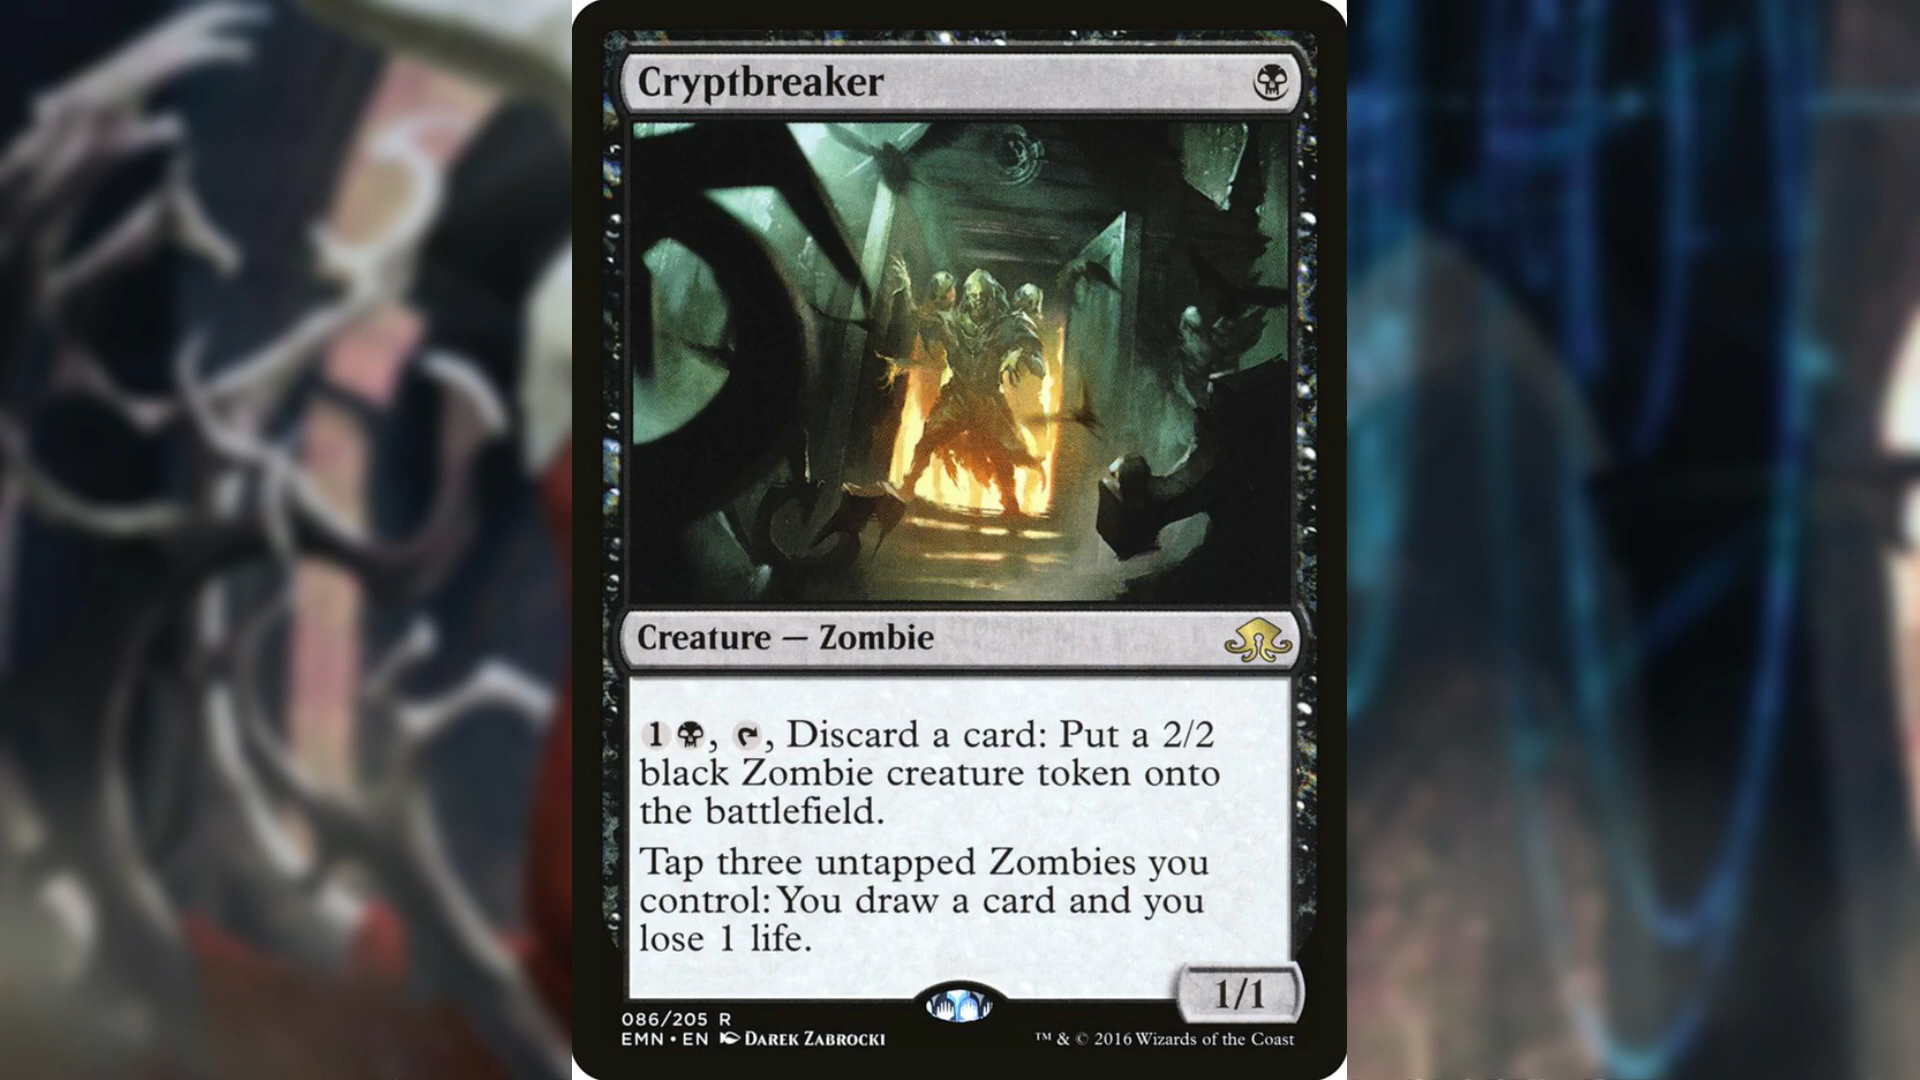 Cryptbreaker
Creature — Zombie
1, , Discard a card: Put a 2/2
black Zombie creature token onto
the battlefield.
Tap three untapped Zombies you
control: You draw a card and you
lose 1 life.
1/1
086/205 R
EMN • EN DAREK ZABROCKI
™ & © 2016 Wizards of the Coast